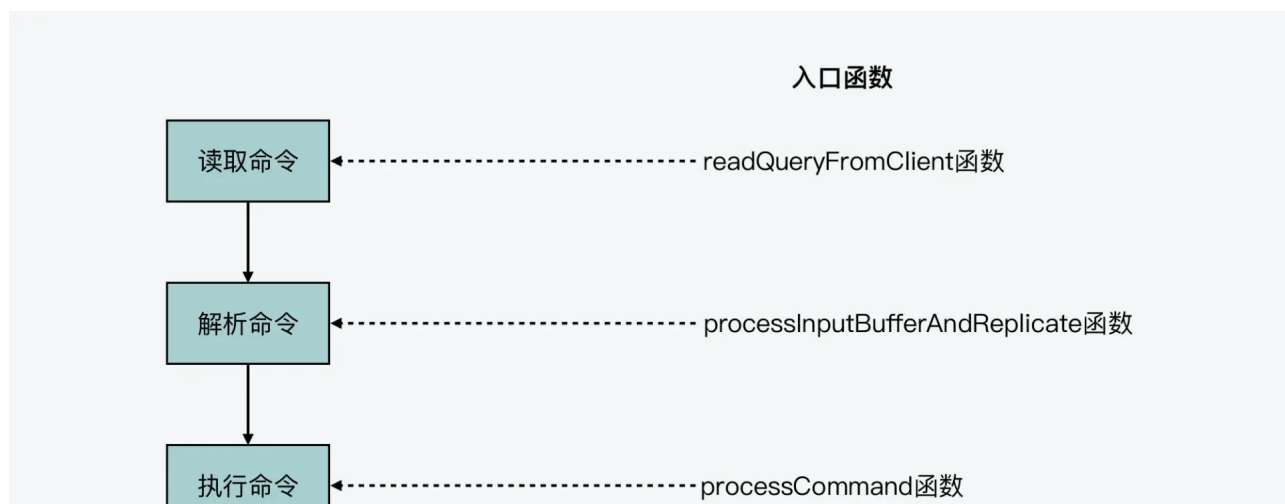 入口函数
读取命令
readQueryFromClient函数
解析命令
processInputBufferAndReplicate函数
执行命令
processCommand函数